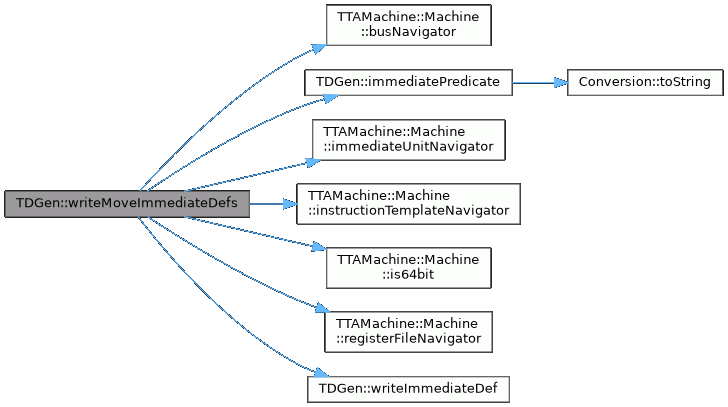 TTAMachine::Machine
::busNavigator
TDGen::immediatePredicate
Conversion::toString
TTAMachine::Machine
::immediateUnitNavigator
TDGen::writeMoveImmediateDefs
TTAMachine::Machine
::instructionTemplateNavigator
TTAMachine::Machine
::is64bit
TTAMachine::Machine
::registerFileNavigator
TDGen::writeImmediateDef